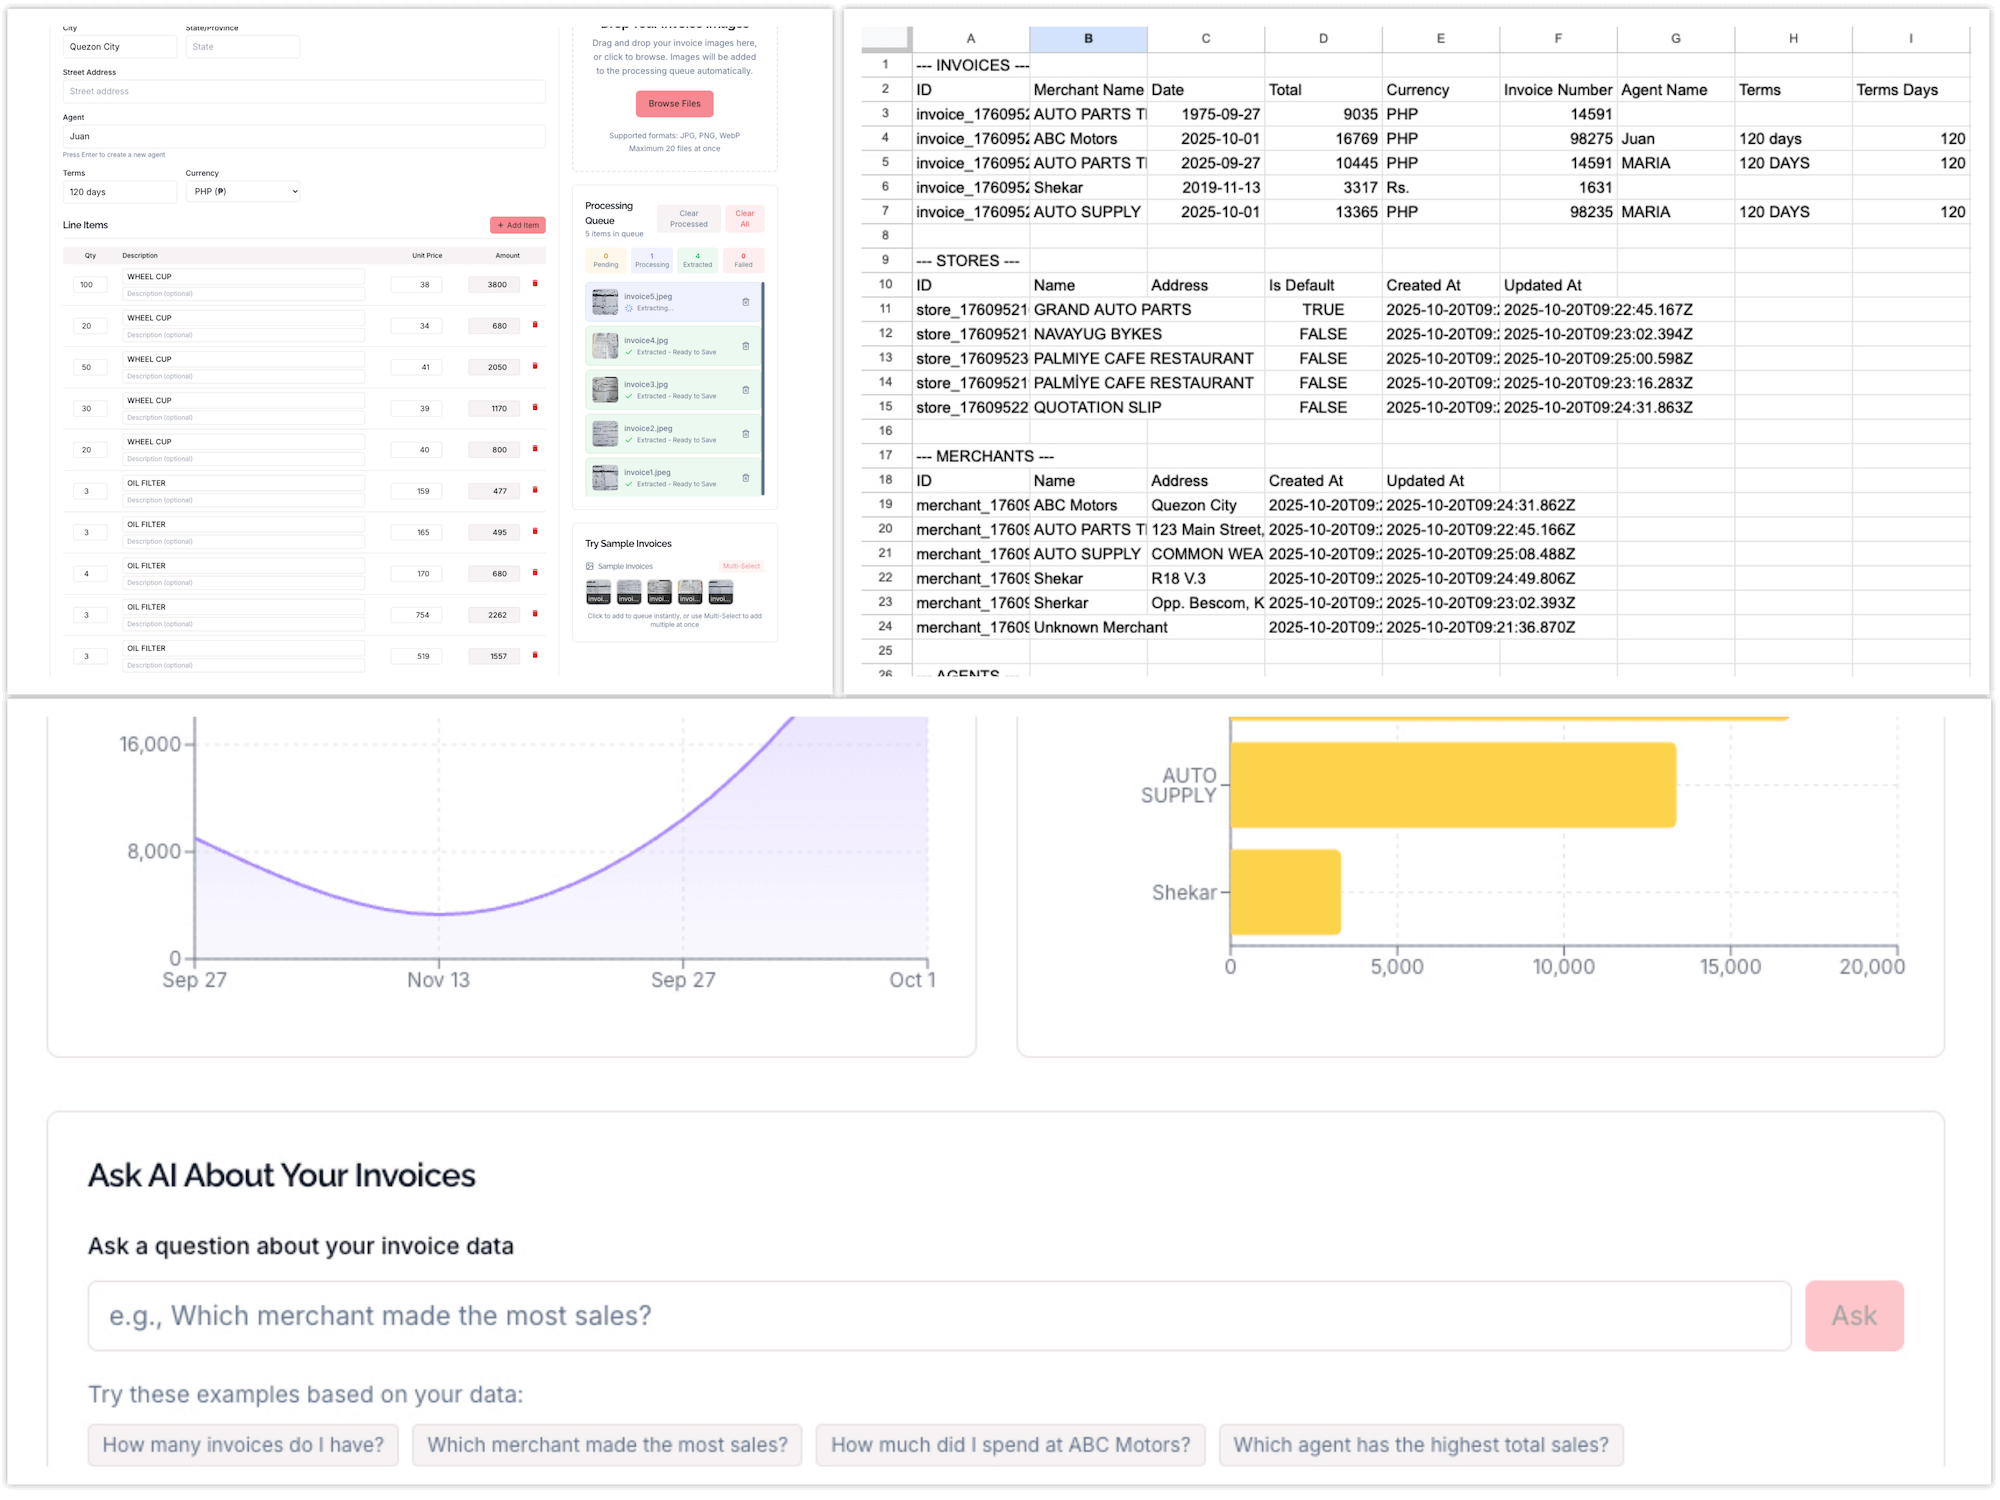 City State/Province
Quezon City State
Street Address
Street address
Agent
Juan
Press Enter to create a new agent
Terms Currency
120 days PHP (₱)
Line Items + Add Item
Qty Description Unit Price Amount
WHEEL CUP
100 Description (optional) 38 3800
WHEEL CUP
20 Description (optional) 34 680
WHEEL CUP
50 Description (optional) 41 2050
WHEEL CUP
30 Description (optional) 39 1170
WHEEL CUP
20 Description (optional) 40 800
OIL FILTER
3 Description (optional) 159 477
OIL FILTER
3 Description (optional) 165 495
OIL FILTER
4 Description (optional) 170 680
OIL FILTER
3 Description (optional) 754 2262
OIL FILTER
3 Description (optional) 519 1557
Drop Your Invoice Images
Drag and drop your invoice images here,
or click to browse. Images will be added
to the processing queue automatically.
Browse Files
Supported formats: JPG, PNG, WebP
Maximum 20 files at once
Processing
Queue
5 items in queue
Clear
Processed
Clear
All
0 1 4 0
Pending Processing Extracted Failed
invoice5.jpeg
Extracting...
invoice4.jpg
Extracted - Ready to Save
invoice3.jpg
Extracted - Ready to Save
invoice2.jpeg
Extracted - Ready to Save
invoice1.jpeg
Extracted - Ready to Save
Try Sample Invoices
Sample Invoices Multi-Select
invoi... invoi... invoi... invoi... invoi...
Click to add to queue instantly, or use Multi-Select to add
multiple at once
A B C D E F G H I
1 --- INVOICES ---
2 ID Merchant Name Date Total Currency Invoice Number Agent Name Terms Terms Days
3 invoice_176095 AUTO PARTS T 1975-09-27 9035 PHP 14591
4 invoice_176095 ABC Motors 2025-10-01 16769 PHP 98275 Juan 120 days 120
5 invoice_176095 AUTO PARTS T 2025-09-27 10445 PHP 14591 MARIA 120 DAYS 120
6 invoice_176095 Shekar 2019-11-13 3317 Rs. 1631
7 invoice_176095 AUTO SUPPLY 2025-10-01 13365 PHP 98235 MARIA 120 DAYS 120
8
9 --- STORES ---
10 ID Name Address Is Default Created At Updated At
11 store_17609521 GRAND AUTO PARTS TRUE 2025-10-20T09: 2025-10-20T09:22:45.167Z
12 store_17609521 NAVAYUG BYKES FALSE 2025-10-20T09: 2025-10-20T09:23:02.394Z
13 store_17609523 PALMIYE CAFE RESTAURANT FALSE 2025-10-20T09: 2025-10-20T09:25:00.598Z
14 store_17609521 PALMİYE CAFE RESTAURANT FALSE 2025-10-20T09: 2025-10-20T09:23:16.283Z
15 store_17609522 QUOTATION SLIP FALSE 2025-10-20T09: 2025-10-20T09:24:31.863Z
16
17 --- MERCHANTS ---
18 ID Name Address Created At Updated At
19 merchant_1760 ABC Motors Quezon City 2025-10-20T09: 2025-10-20T09:24:31.862Z
20 merchant_1760 AUTO PARTS T 123 Main Street, 2025-10-20T09: 2025-10-20T09:22:45.166Z
21 merchant_1760 AUTO SUPPLY COMMON WEA 2025-10-20T09: 2025-10-20T09:25:08.488Z
22 merchant_1760 Shekar R18 V.3 2025-10-20T09: 2025-10-20T09:24:49.806Z
23 merchant_1760 Sherkar Opp. Bescom, K 2025-10-20T09: 2025-10-20T09:23:02.393Z
24 merchant_1760 Unknown Merchant 2025-10-20T09: 2025-10-20T09:21:36.870Z
25
26 --- AGENTS ---
16,000
8,000
0
Sep 27 Nov 13 Sep 27 Oct 1
AUTO
SUPPLY
Shekar
0 5,000 10,000 15,000 20,000
Ask AI About Your Invoices
Ask a question about your invoice data
e.g., Which merchant made the most sales? Ask
Try these examples based on your data:
How many invoices do I have? Which merchant made the most sales? How much did I spend at ABC Motors? Which agent has the highest total sales?